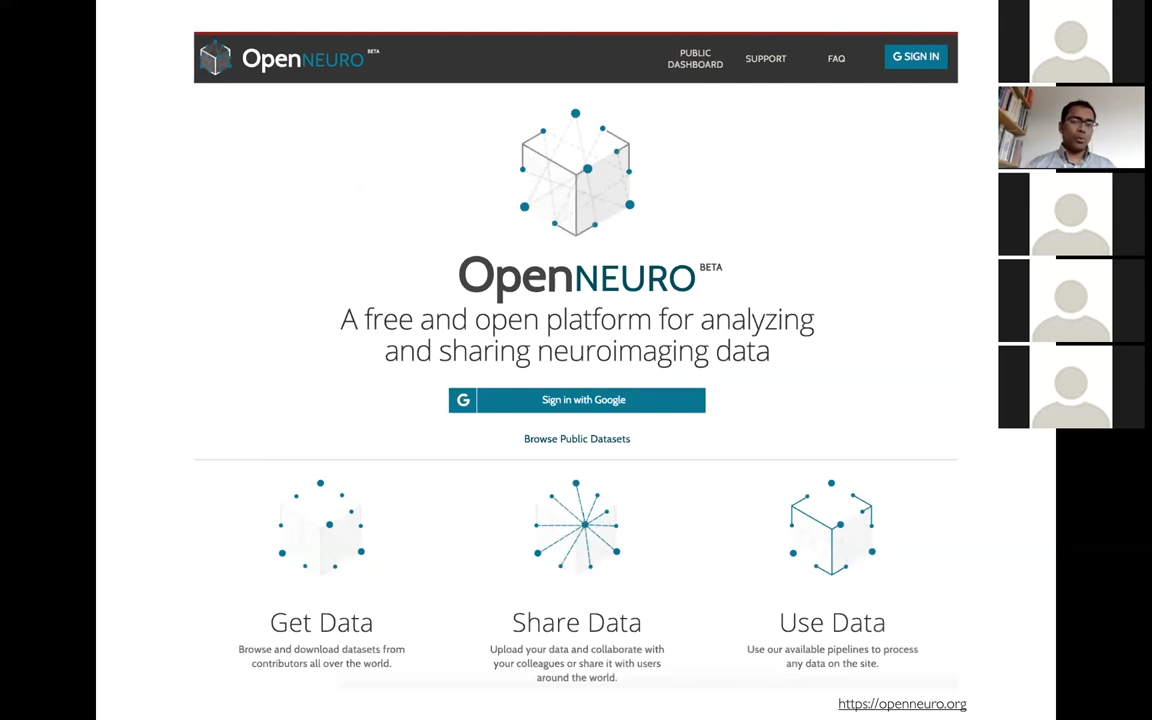 OpenNEURO BETA
PUBLIC
DASHBOARD
SUPPORT
FAQ
G SIGN IN
OpenNEURO BETA
A free and open platform for analyzing
and sharing neuroimaging data
G Sign in with Google
Browse Public Datasets
Get Data
Browse and download datasets from
contributors all over the world.
Share Data
Upload your data and collaborate with
your colleagues or share it with users
around the world.
Use Data
Use our available pipelines to process
any data on the site.
https://openneuro.org